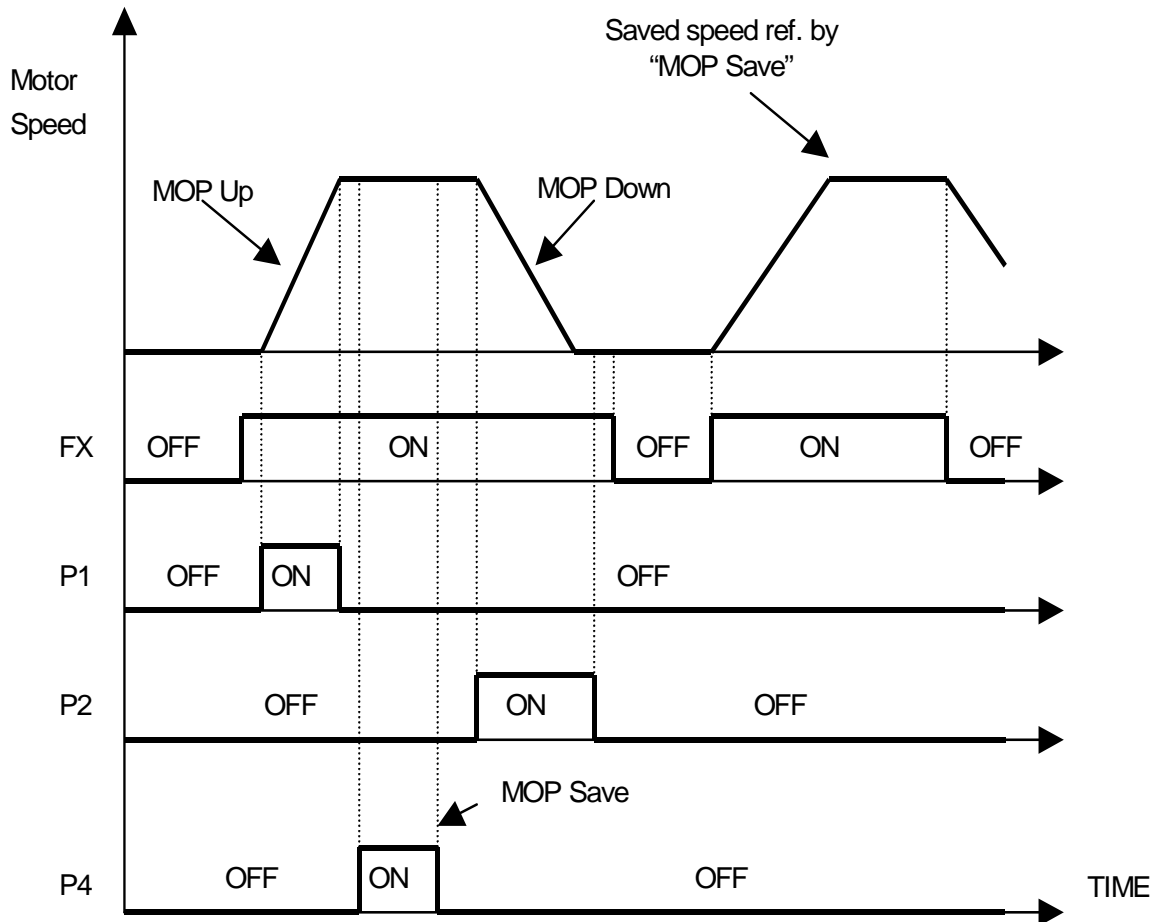 Saved speed ref. by
“MOP Save”
Motor
Speed
MOP Up
MOP Down
FX
OFF
ON
OFF
ON
OFF
P1
OFF
ON
OFF
P2
OFF
ON
OFF
MOP Save
P4
OFF
ON
OFF
TIME